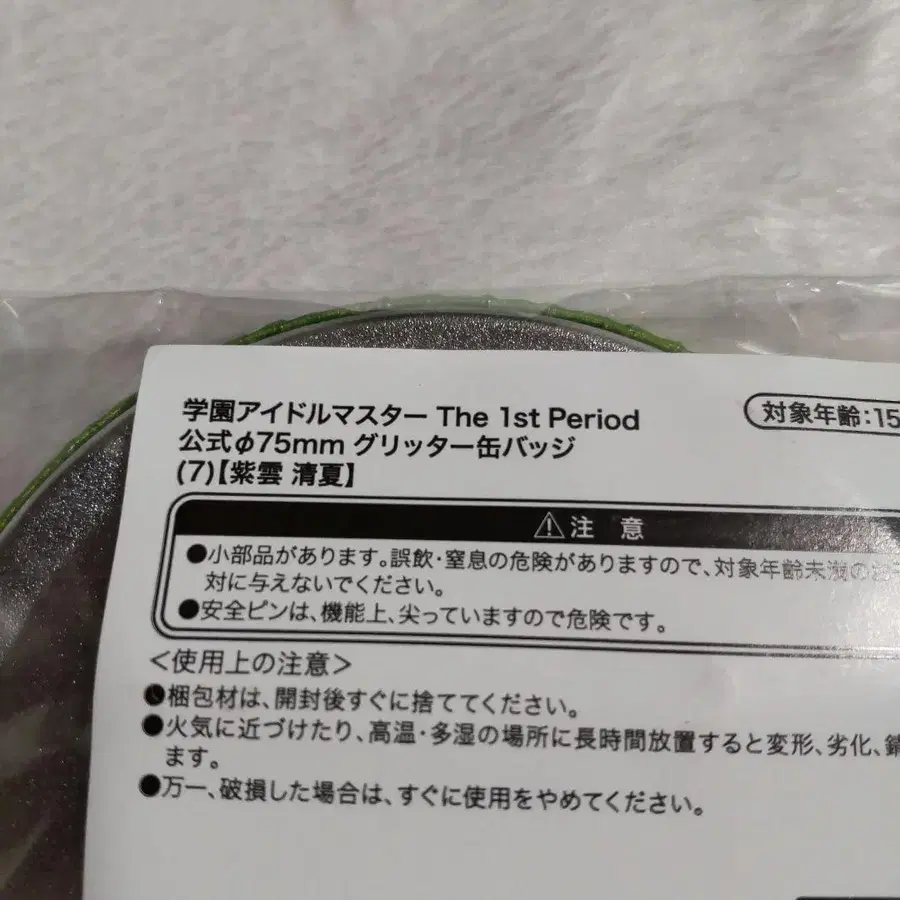 学園アイドルマスター The 1st Period
公式φ75mm グリッター缶バッジ
(7)【紫雲 清夏】
対象年齢:15
⚠注 意
●小部品があります。誤飲・窒息の危険がありますので、対象年齢未満のお子
対に与えないでください。
●安全ピンは、機能上、尖っていますので危険です。
<使用上の注意>
●梱包材は、開封後すぐに捨ててください。
●火気に近づけたり、高温・多湿の場所に長時間放置すると変形、劣化、錆
ます。
●万一、破損した場合は、すぐに使用をやめてください。